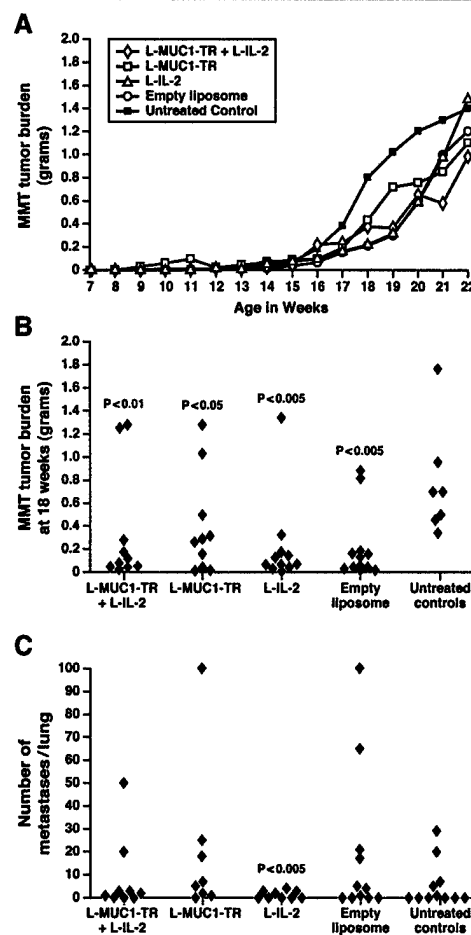 A
MMT tumor burden
(grams)
2.0
1.8
1.6
1.4
1.2
1.0
0.8
0.6
0.4
0.2
0
L-MUC1-TR + L-IL-2
L-MUC1-TR
L-IL-2
Empty liposome
Untreated Control
7 8 9 10 11 12 13 14 15 16 17 18 19 20 21 22
Age in Weeks
B
MMT tumor burden
at 18 weeks (grams)
2.0
1.8
1.6
1.4
1.2
1.0
0.8
0.6
0.4
0.2
0
P<0.01
P<0.05
P<0.005
P<0.005
L-MUC1-TR
+ L-IL-2
L-MUC1-TR
L-IL-2
Empty
liposome
Untreated
controls
C
Number of
metastases/lung
100
90
80
70
60
50
40
30
20
10
0
P<0.005
L-MUC1-TR
+ L-IL-2
L-MUC1-TR
L-IL-2
Empty
liposome
Untreated
controls